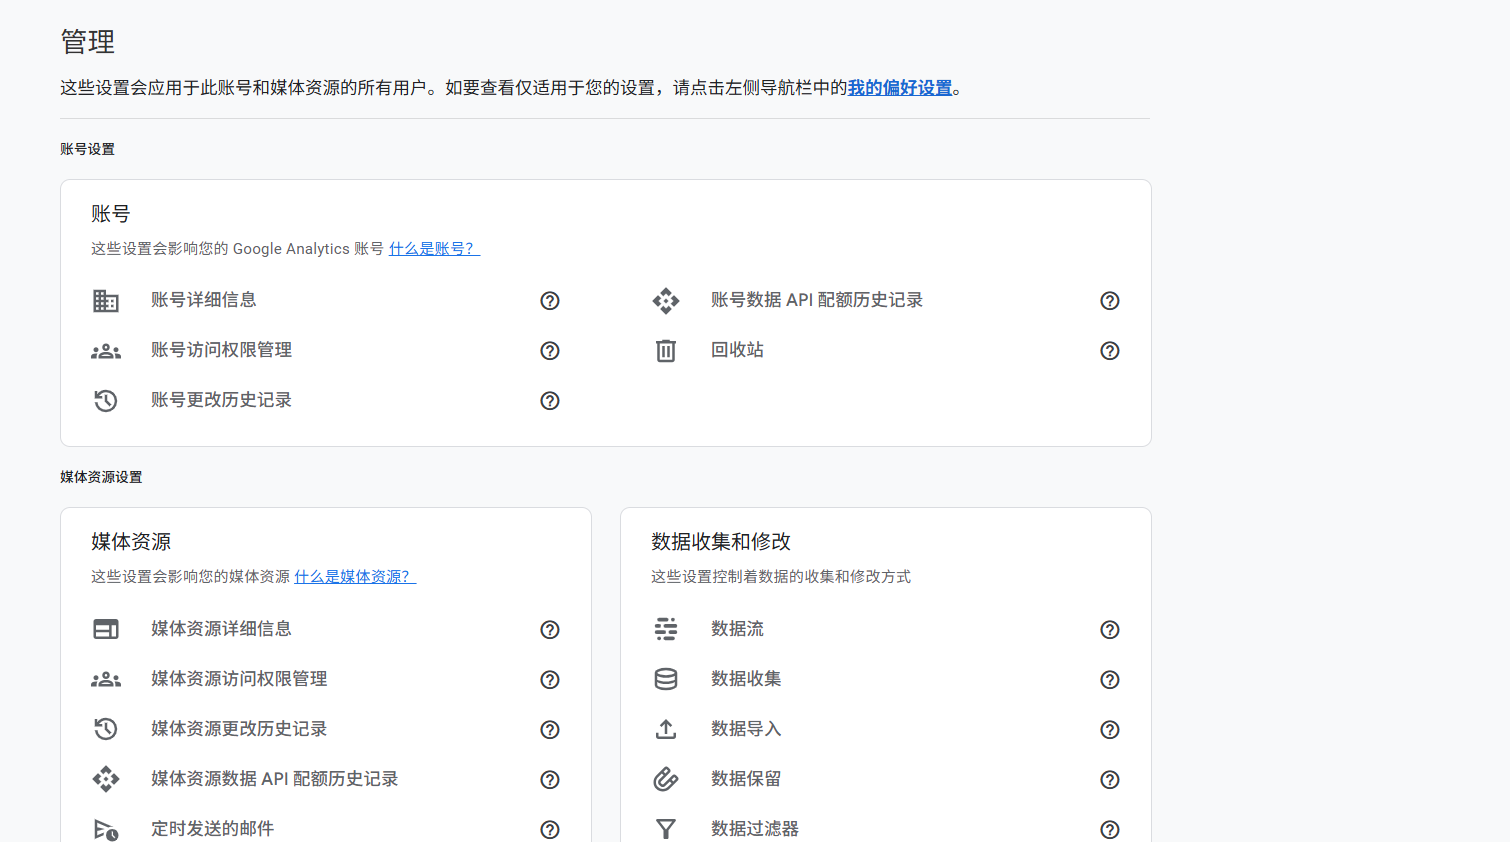 管理
这些设置会应用于此账号和媒体资源的所有用户。如要查看仅适用于您的设置，请点击左侧导航栏中的我的偏好设置。
账号设置
账号
这些设置会影响您的 Google Analytics 账号 什么是账号？
账号详细信息
账号访问权限管理
账号更改历史记录
账号数据 API 配额历史记录
回收站
媒体资源设置
媒体资源
这些设置会影响您的媒体资源 什么是媒体资源？
媒体资源详细信息
媒体资源访问权限管理
媒体资源更改历史记录
媒体资源数据 API 配额历史记录
定时发送的邮件
数据收集和修改
这些设置控制着数据的收集和修改方式
数据流
数据收集
数据导入
数据保留
数据过滤器